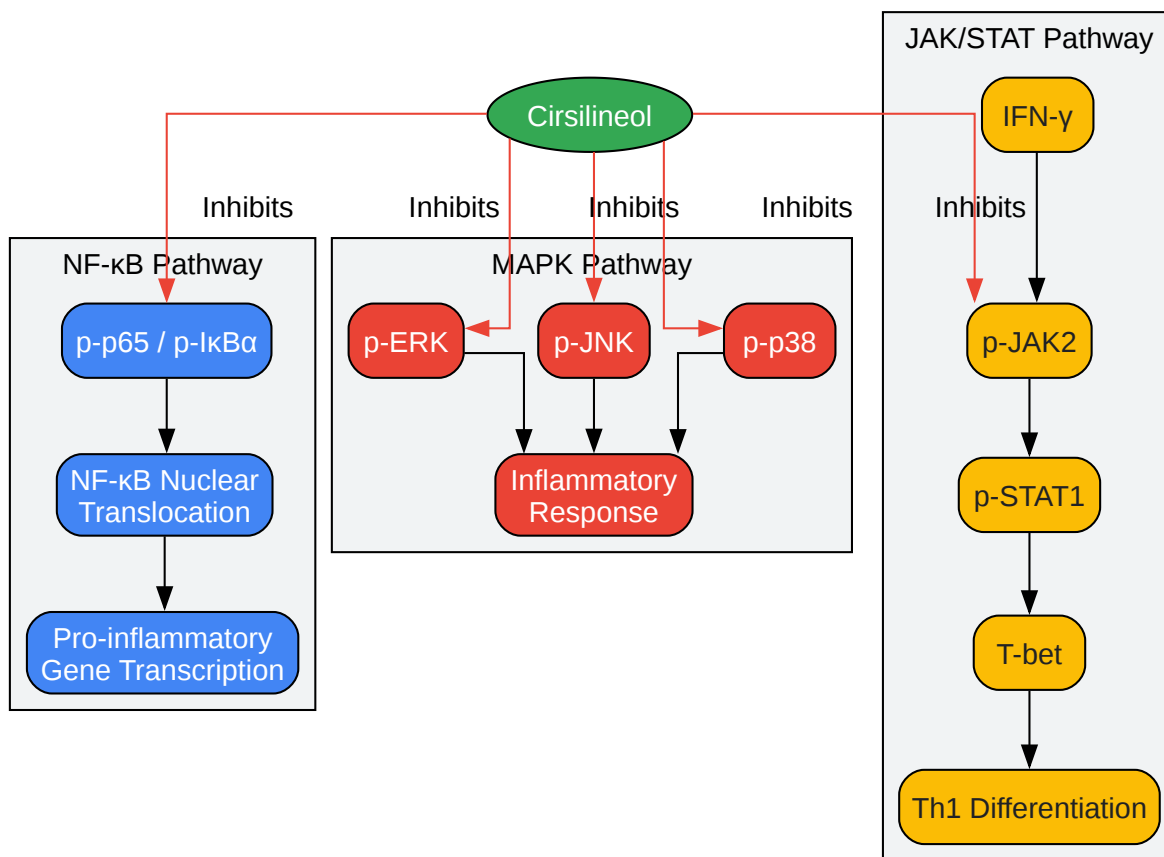 JAK/STAT Pathway
Cirsilineol
IFN-γ
Inhibits
Inhibits
Inhibits
Inhibits
Inhibits
NF-κB Pathway
MAPK Pathway
p-p65 / p-IκBα
p-ERK
p-JNK
p-p38
p-JAK2
NF-κB Nuclear
Translocation
Inflammatory
Response
p-STAT1
Pro-inflammatory
Gene Transcription
T-bet
Th1 Differentiation